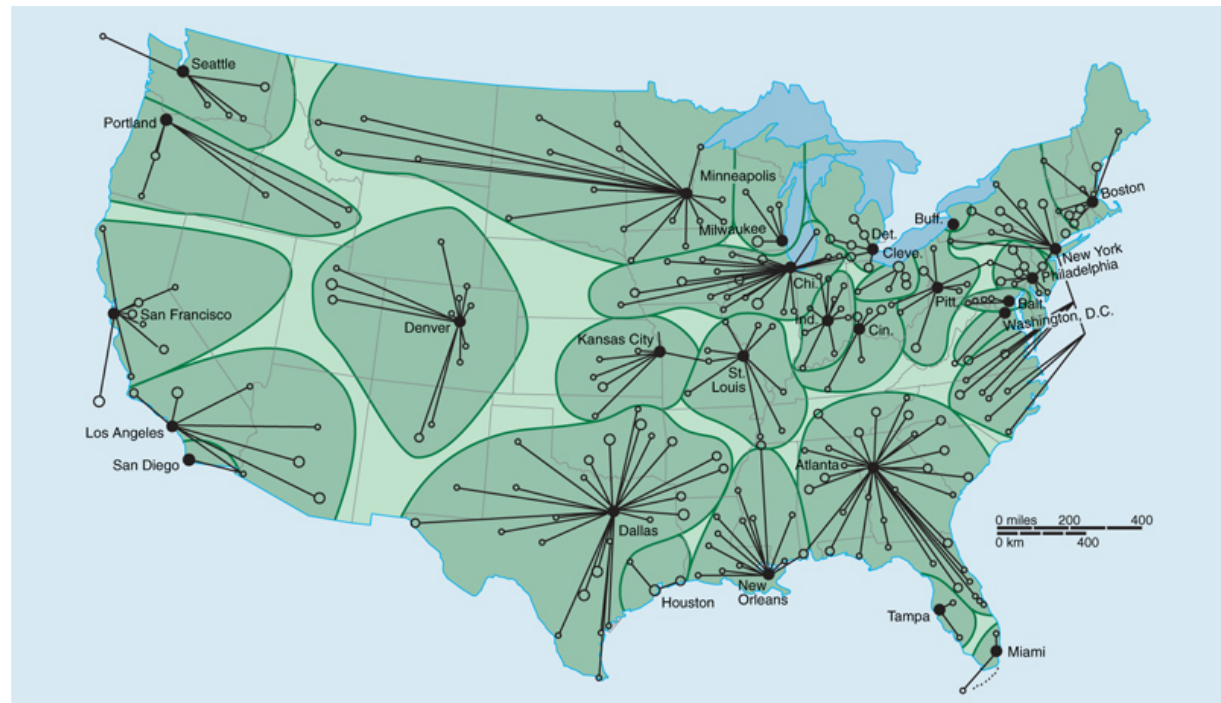 Seattle
Portland
Minneapolis
Boston
Buff.
Milwaukee
Det.
Cleve.
New York
Philadelphia
Chi.
Pitt.
Balt.
Washington, D.C.
San Francisco
Denver
Ind.
Cin.
Kansas City
St.
Louis
Los Angeles
San Diego
Atlanta
Dallas
0 miles 200 400
0 km 400
New
Orleans
Houston
Tampa
Miami